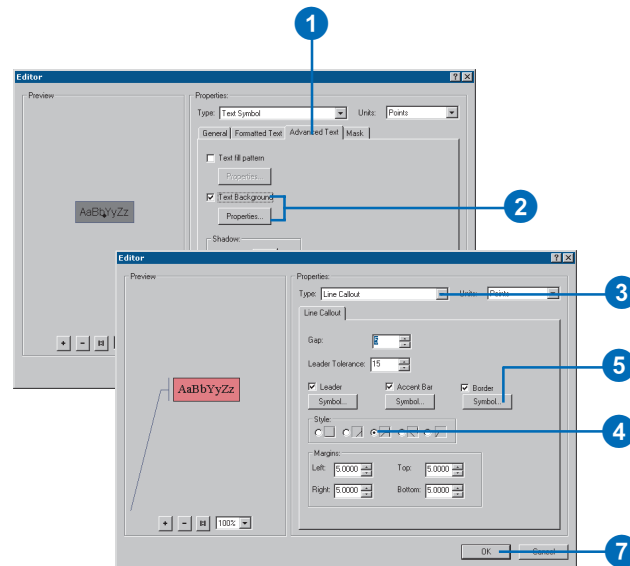 1
Editor
Preview
AaBbYyZz
Properties:
Type: Text Symbol Units: Points
General Formatted Text Advanced Text Mask
Text fill pattern
Properties...
Text Background
Properties...
2
Shadow:
Editor
Preview
AaBbYyZz
100%
Properties:
Type: Line Callout Units: Points
3
Line Callout
Gap: 5
Leader Tolerance: 15
5
Leader Accent Bar Border
Symbol... Symbol... Symbol...
Style:
4
Margins:
Left: 5.0000 Top: 5.0000
Right: 5.0000 Bottom: 5.0000
OK Cancel
7